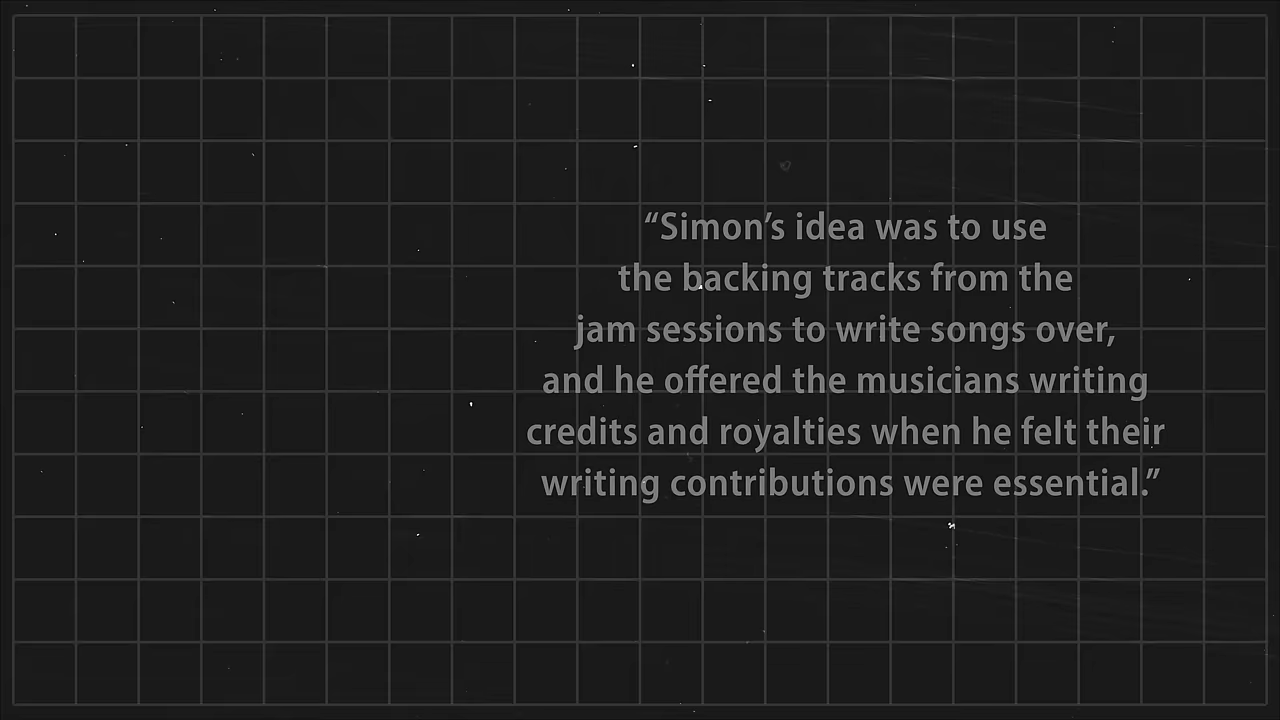 “Simon’s idea was to use
the backing tracks from the
jam sessions to write songs over,
and he offered the musicians writing
credits and royalties when he felt their
writing contributions were essential.”